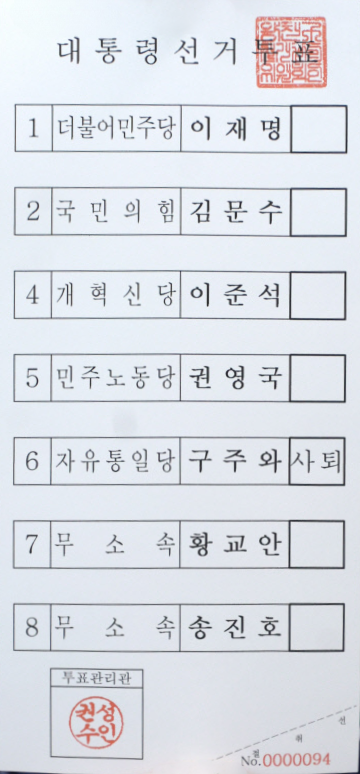 대통령선거투표
1 더불어민주당 이재명
2 국민의힘 김문수
4 개혁신당 이준석
5 민주노동당 권영국
6 자유통일당 구주와 사퇴
7 무소속 황교안
8 무소속 송진호
투표관리관
권성
수인
절취선
No.0000094